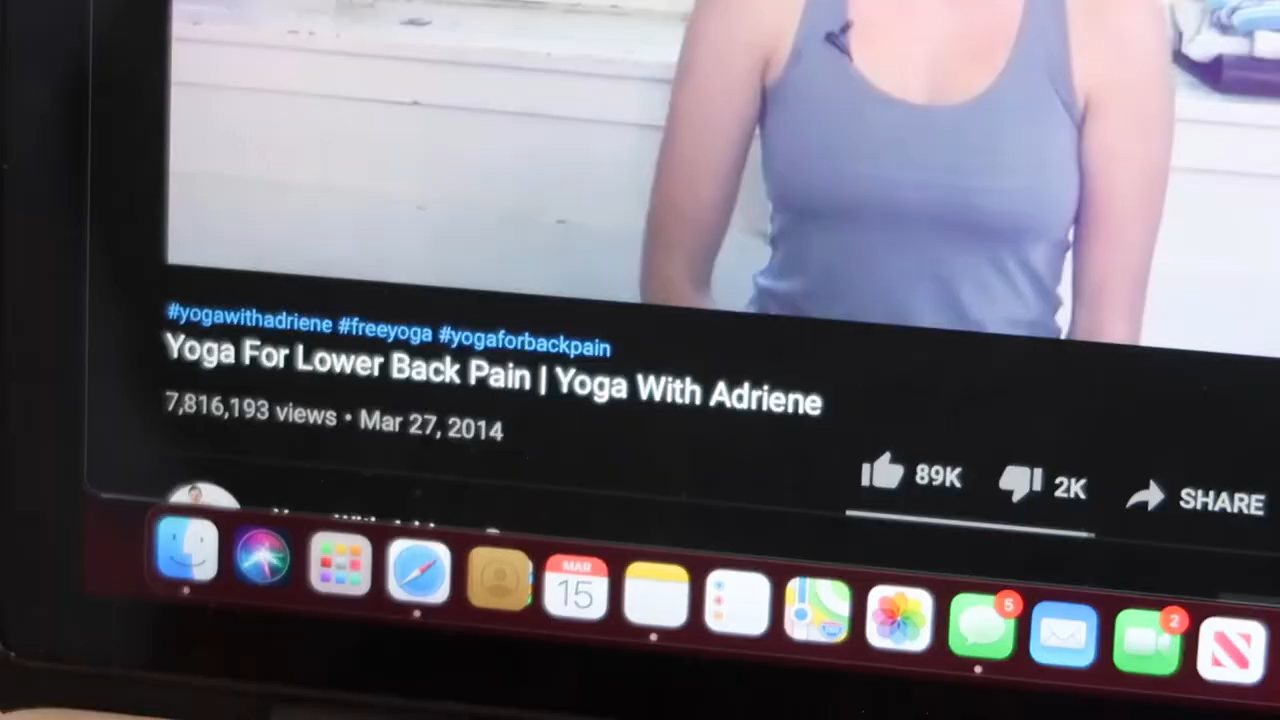 #yogawithadriene #freeyoga #yogaforbackpain
Yoga For Lower Back Pain | Yoga With Adriene
7,816,193 views • Mar 27, 2014
89K 2K SHARE
MAR
15
5
2